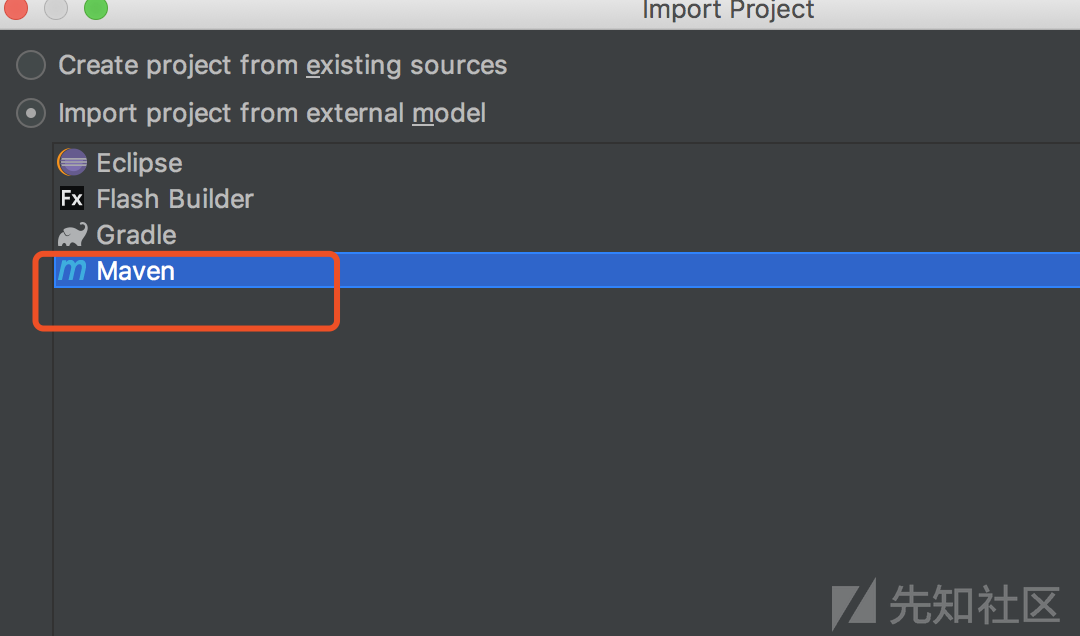 Import Project
Create project from existing sources
Import project from external model
Eclipse
Fx Flash Builder
Gradle
m Maven
先知社区